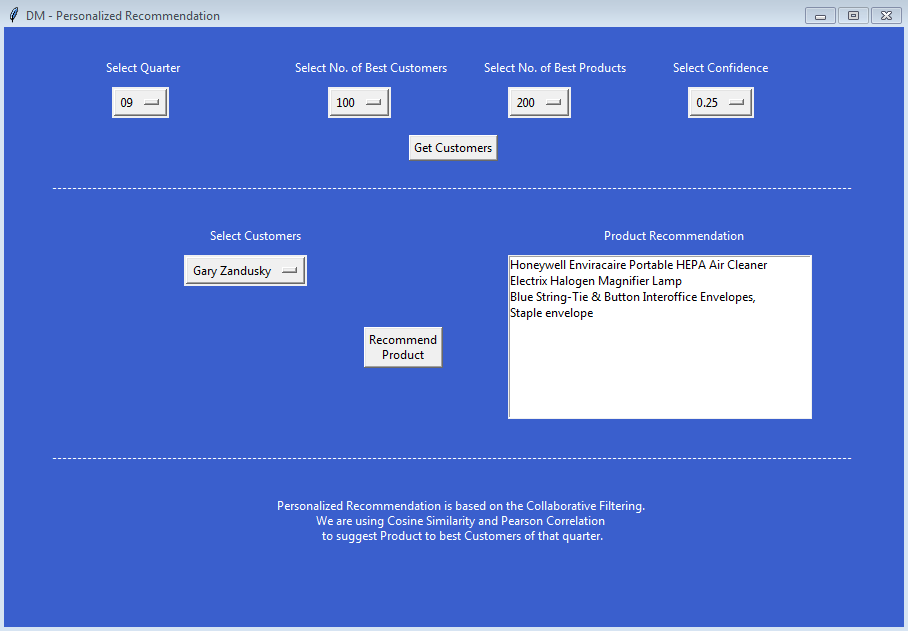 DM - Personalized Recommendation
Select Quarter Select No. of Best Customers Select No. of Best Products Select Confidence
09 100 200 0.25
Get Customers
Select Customers Product Recommendation
Gary Zandusky
Honeywell Enviracaire Portable HEPA Air Cleaner
Electrix Halogen Magnifier Lamp
Blue String-Tie & Button Interoffice Envelopes,
Staple envelope
Recommend
Product
Personalized Recommendation is based on the Collaborative Filtering.
We are using Cosine Similarity and Pearson Correlation
to suggest Product to best Customers of that quarter.